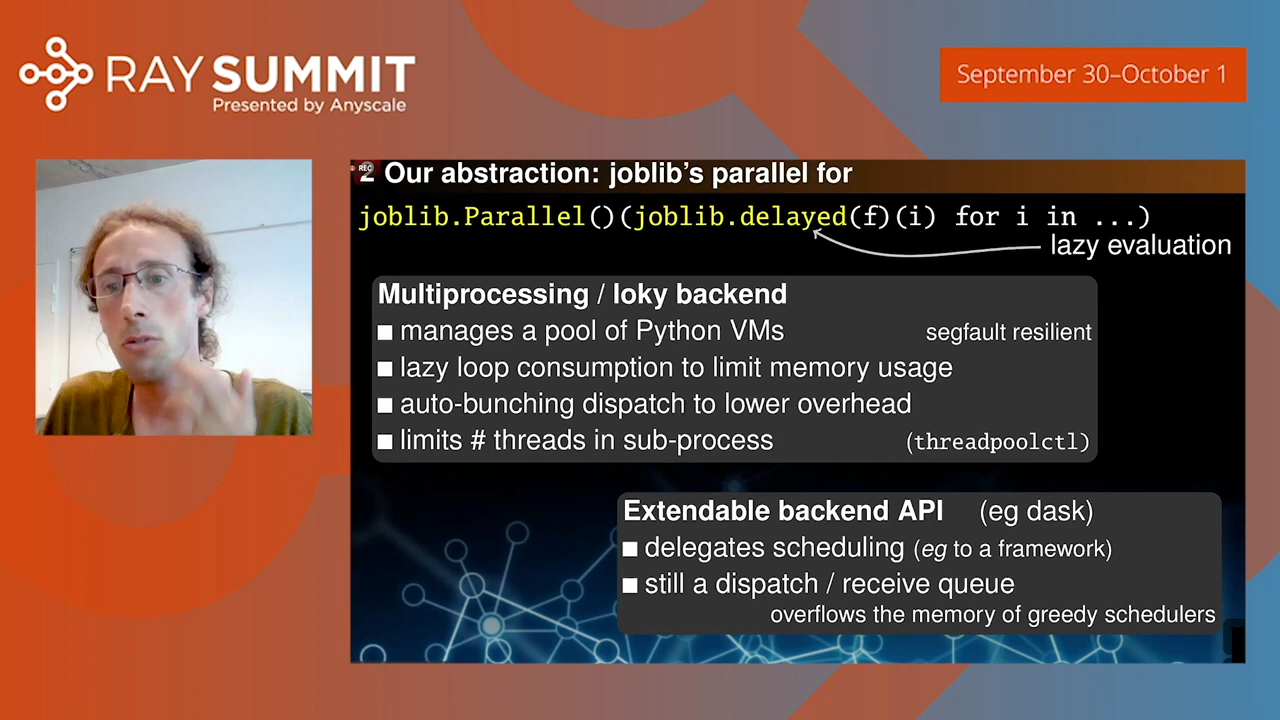 RAY SUMMIT
Presented by Anyscale
September 30–October 1
REC
2 Our abstraction: joblib's parallel for
joblib.Parallel()(joblib.delayed(f)(i) for i in ...)
lazy evaluation
Multiprocessing / loky backend
manages a pool of Python VMs segfault resilient
lazy loop consumption to limit memory usage
auto-bunching dispatch to lower overhead
limits # threads in sub-process (threadpoolctl)
Extendable backend API (eg dask)
delegates scheduling (eg to a framework)
still a dispatch / receive queue
overflows the memory of greedy schedulers